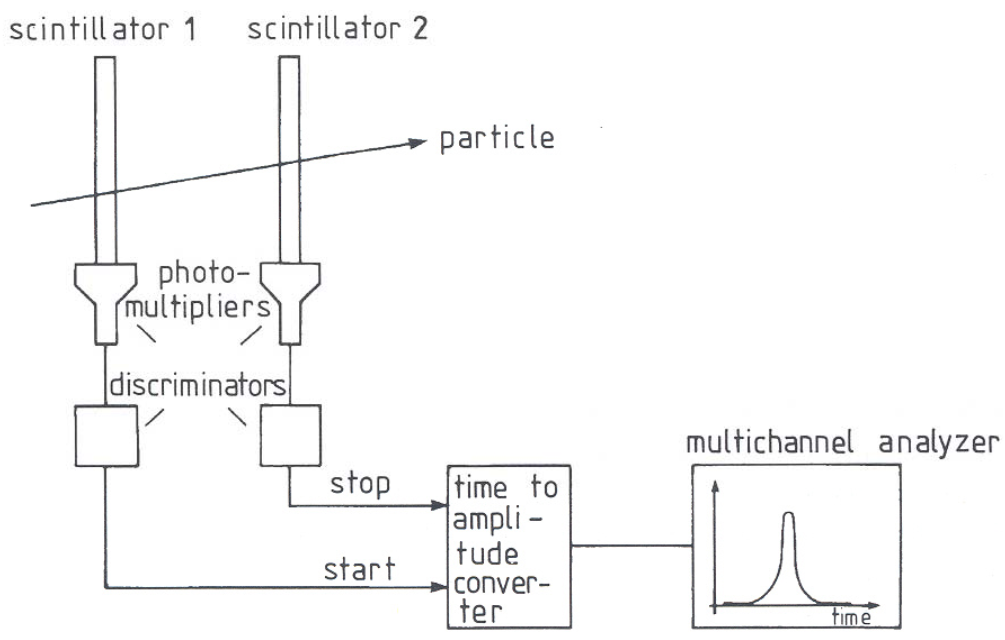 scintillator 1
scintillator 2
particle
photo-
multipliers
discriminators
multichannel analyzer
stop
start
time to
ampli-
tude
conver-
ter
time